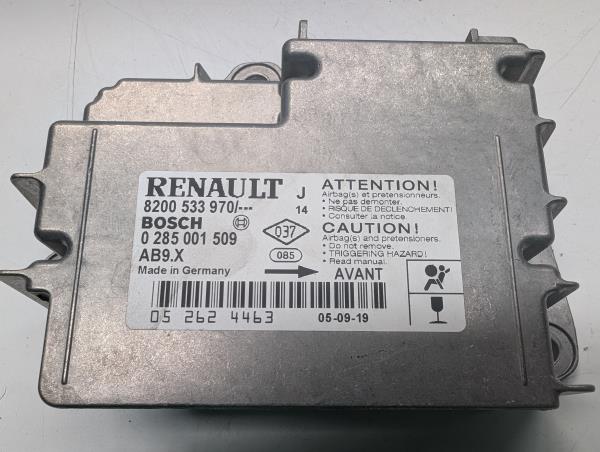 RENAULT J
8200 533 970/--- 14
BOSCH
0 285 001 509
AB9.X
Made in Germany
037
085
AVANT
ATTENTION!
Airbag(s) et pretensionneurs.
• Ne pas demonter.
• RISQUE DE DECLENCHEMENT!
• Consulter la notice.
CAUTION!
Airbag(s) and pretensioners.
• Do not remove.
• TRIGGERING HAZARD!
• Read manual.
05 262 4463
05-09-19